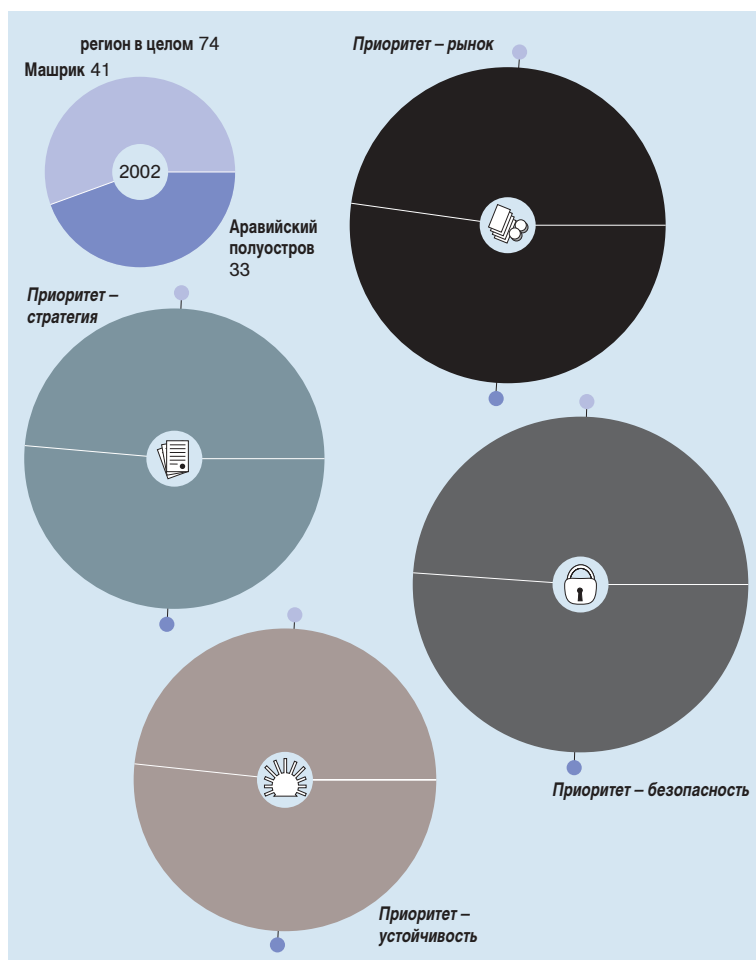 регион в целом 74
Машрик 41
2002
Аравийский
полуостров
33
Приоритет – рынок
Приоритет –
стратегия
Приоритет – безопасность
Приоритет –
устойчивость